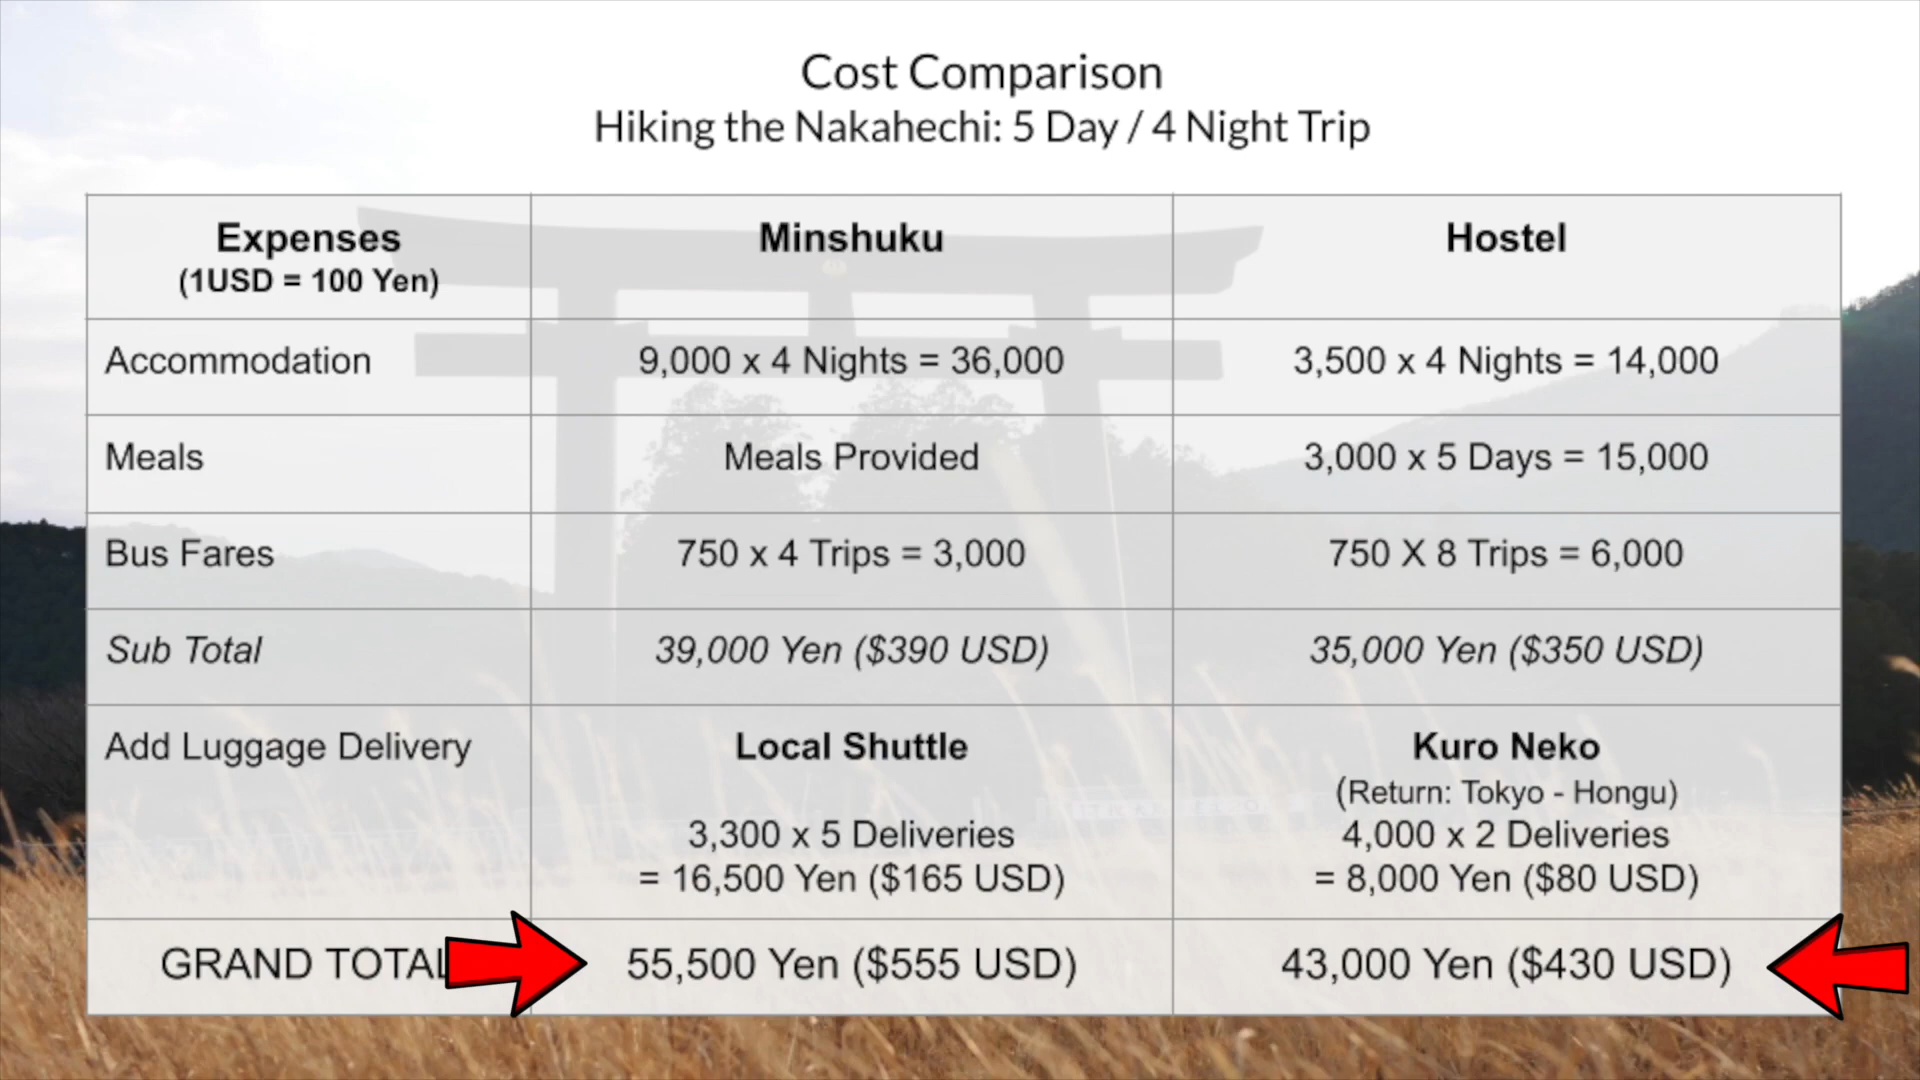 Cost Comparison
Hiking the Nakahechi: 5 Day / 4 Night Trip
Expenses
(1USD = 100 Yen)
Minshuku
Hostel
Accommodation
9,000 x 4 Nights = 36,000
3,500 x 4 Nights = 14,000
Meals
Meals Provided
3,000 x 5 Days = 15,000
Bus Fares
750 x 4 Trips = 3,000
750 X 8 Trips = 6,000
Sub Total
39,000 Yen ($390 USD)
35,000 Yen ($350 USD)
Add Luggage Delivery
Local Shuttle
3,300 x 5 Deliveries
= 16,500 Yen ($165 USD)
Kuro Neko
(Return: Tokyo - Hongu)
4,000 x 2 Deliveries
= 8,000 Yen ($80 USD)
GRAND TOTAL
55,500 Yen ($555 USD)
43,000 Yen ($430 USD)